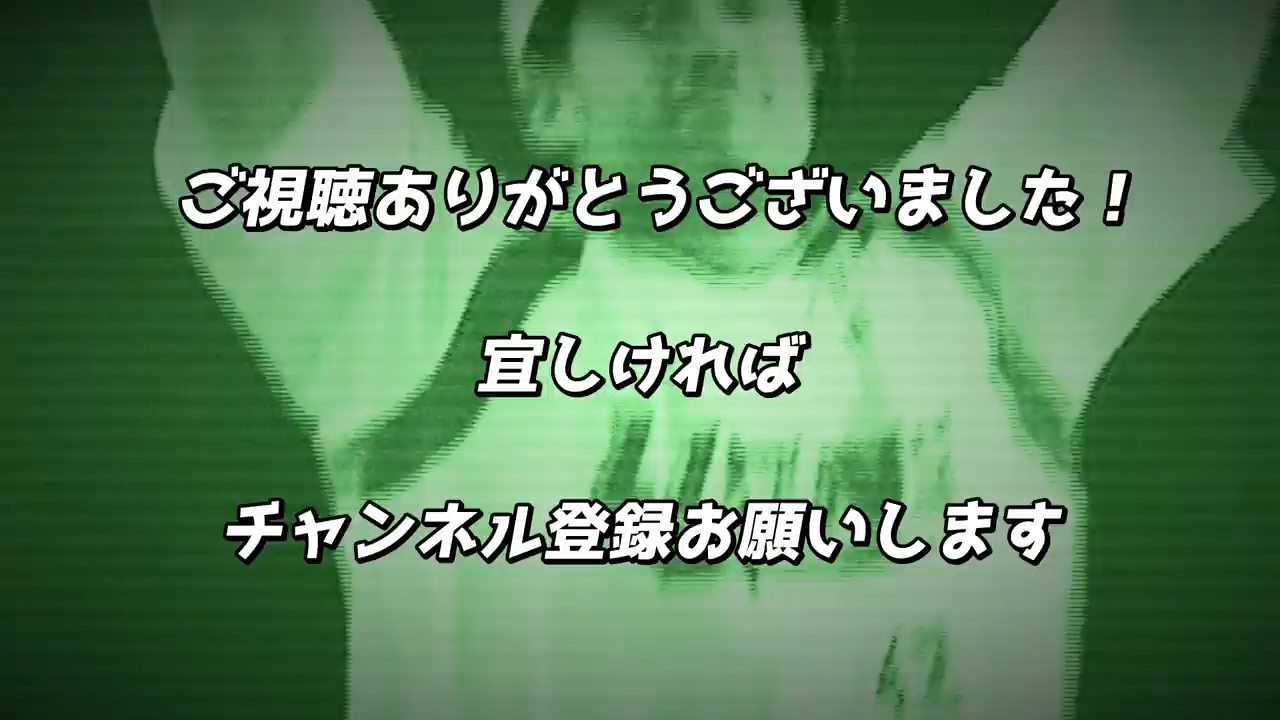 ご視聴ありがとうございました！
宜しければ
チャンネル登録お願いします